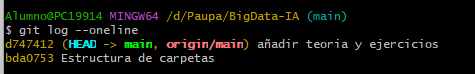 Alumno@PC19914 MINGW64 /d/Paupa/BigData-IA (main)
$ git log --oneline
d747412 (HEAD -> main, origin/main) añadir teoria y ejercicios
bda0753 Estructura de carpetas